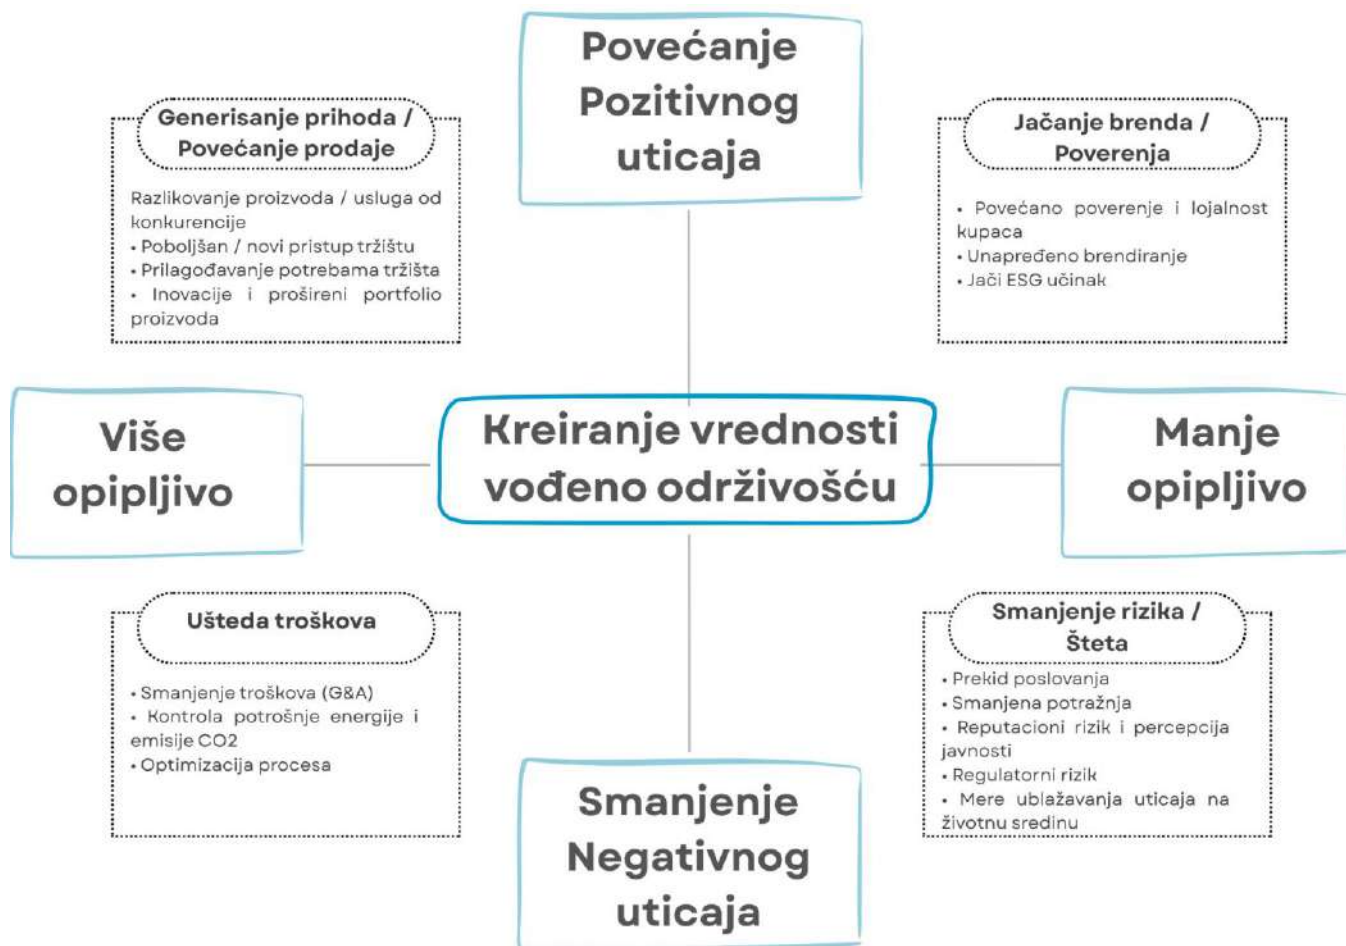 Povećanje
Pozitivnog
uticaja
Generisanje prihoda /
Povećanje prodaje
Razlikovanje proizvoda / usluga od
konkurencije
• Poboljšan / novi pristup tržištu
• Prilagođavanje potrebama tržišta
• Inovacije i prošireni portfolio
proizvoda
Jačanje brenda /
Poverenja
• Povećano poverenje i lojalnost
kupaca
• Unapređeno brendiranje
• Jači ESG učinak
Više
opipljivo
Kreiranje vrednosti
vođeno održivošću
Manje
opipljivo
Ušteda troškova
• Smanjenje troškova (G&A)
• Kontrola potrošnje energije i
emisije CO2
• Optimizacija procesa
Smanjenje rizika /
Šteta
• Prekid poslovanja
• Smanjena potražnja
• Reputacioni rizik i percepcija
javnosti
• Regulatorni rizik
• Mere ublažavanja uticaja na
životnu sredinu
Smanjenje
Negativnog
uticaja